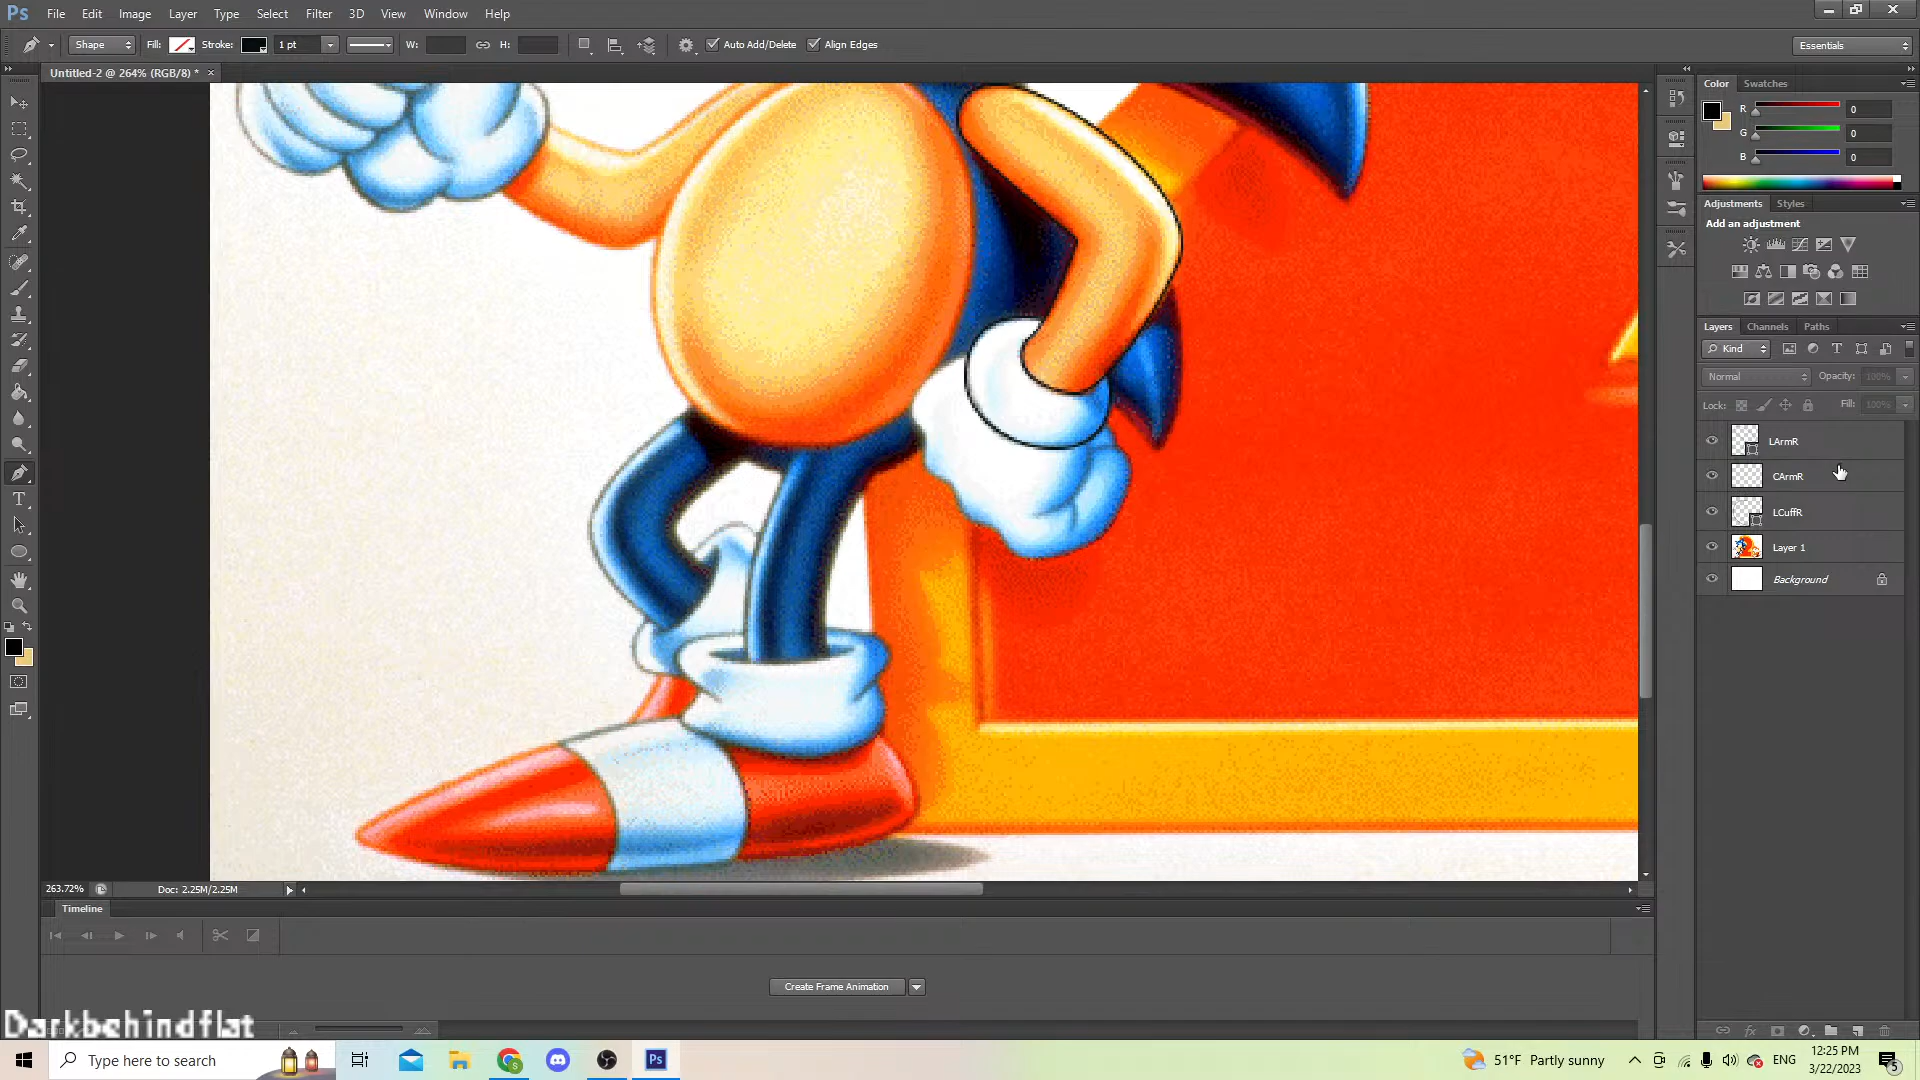 Ps File Edit Image Layer Type Select Filter 3D View Window Help
Shape Fill: Stroke: 1 pt W: H: Auto Add/Delete Align Edges Essentials
Untitled-2 @ 264% (RGB/8) * ×
Color Swatches
R 0
G 0
B 0
Adjustments Styles
Add an adjustment
Layers Channels Paths
Kind
Normal Opacity: 100%
Lock: Fill: 100%
LArmR
CArmR
LCuffR
Layer 1
Background
263.72% Doc: 2.25M/2.25M
Timeline
Create Frame Animation
Darkbehindflat
Type here to search
51°F Partly sunny
ENG
12:25 PM
3/22/2023
5